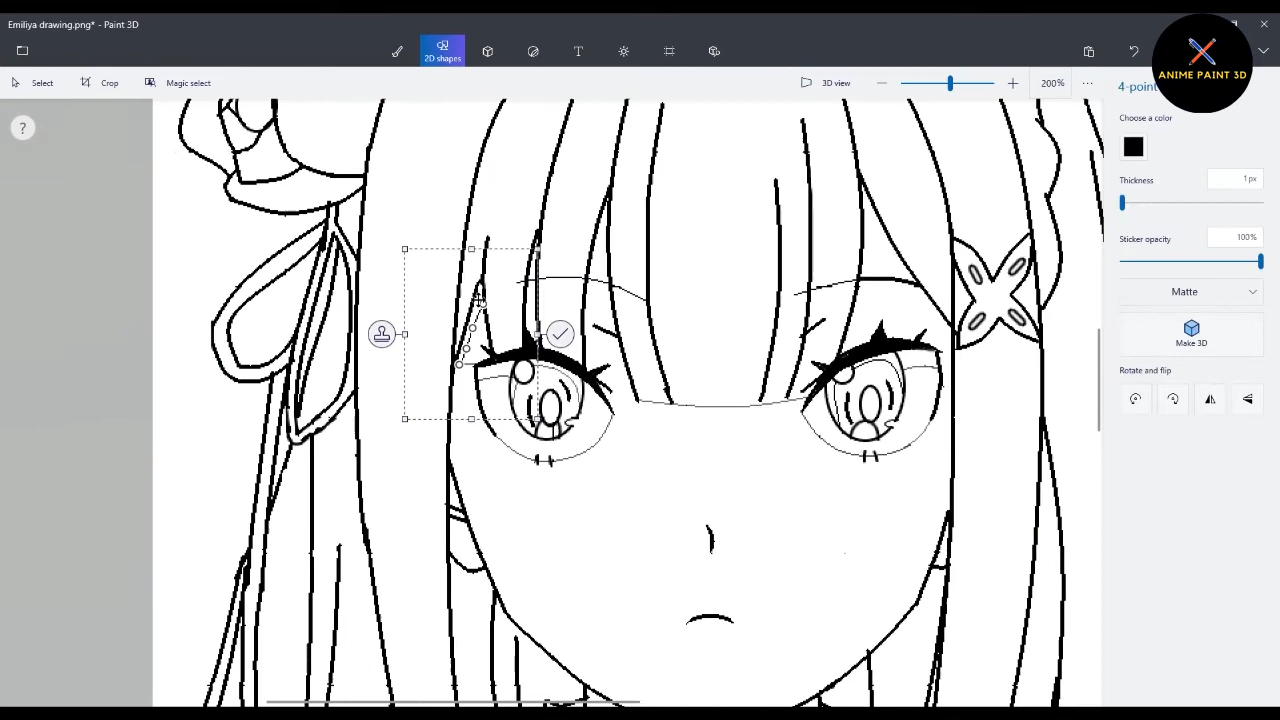 Emiliya drawing.png* - Paint 3D
2D shapes
Select
Crop
Magic select
3D view
200%
ANIME PAINT 3D
?
4-point
Choose a color
Thickness
1px
Sticker opacity
100%
Matte
Make 3D
Rotate and flip